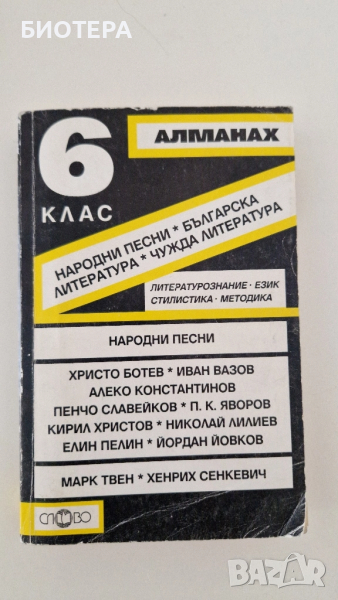 БИОТЕРА
6
КЛАС
АЛМАНАХ
НАРОДНИ ПЕСНИ * БЪЛГАРСКА
ЛИТЕРАТУРА * ЧУЖДА ЛИТЕРАТУРА
ЛИТЕРАТУРОЗНАНИЕ · ЕЗИК
СТИЛИСТИКА · МЕТОДИКА
НАРОДНИ ПЕСНИ
ХРИСТО БОТЕВ * ИВАН ВАЗОВ
АЛЕКО КОНСТАНТИНОВ
ПЕНЧО СЛАВЕЙКОВ * П. К. ЯВОРОВ
КИРИЛ ХРИСТОВ * НИКОЛАЙ ЛИЛИЕВ
ЕЛИН ПЕЛИН * ЙОРДАН ЙОВКОВ
МАРК ТВЕН * ХЕНРИХ СЕНКЕВИЧ
СЛОВО
BAZAR